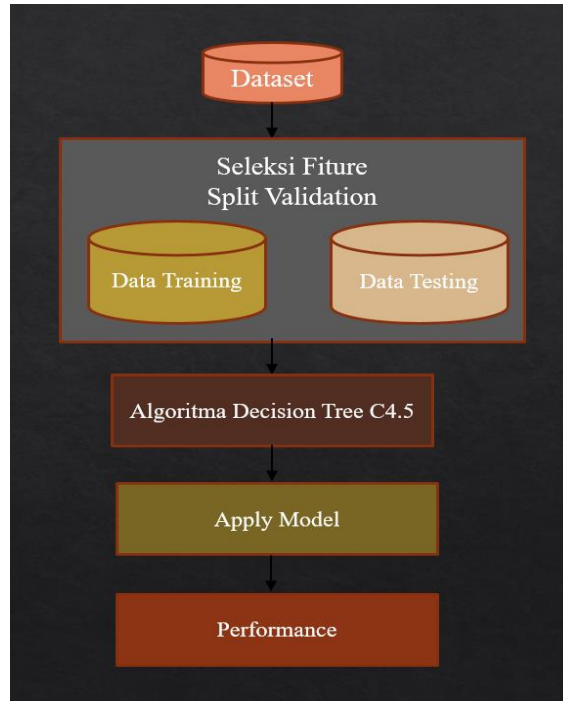 Dataset
Seleksi Fiture
Split Validation
Data Training
Data Testing
Algoritma Decision Tree C4.5
Apply Model
Performance